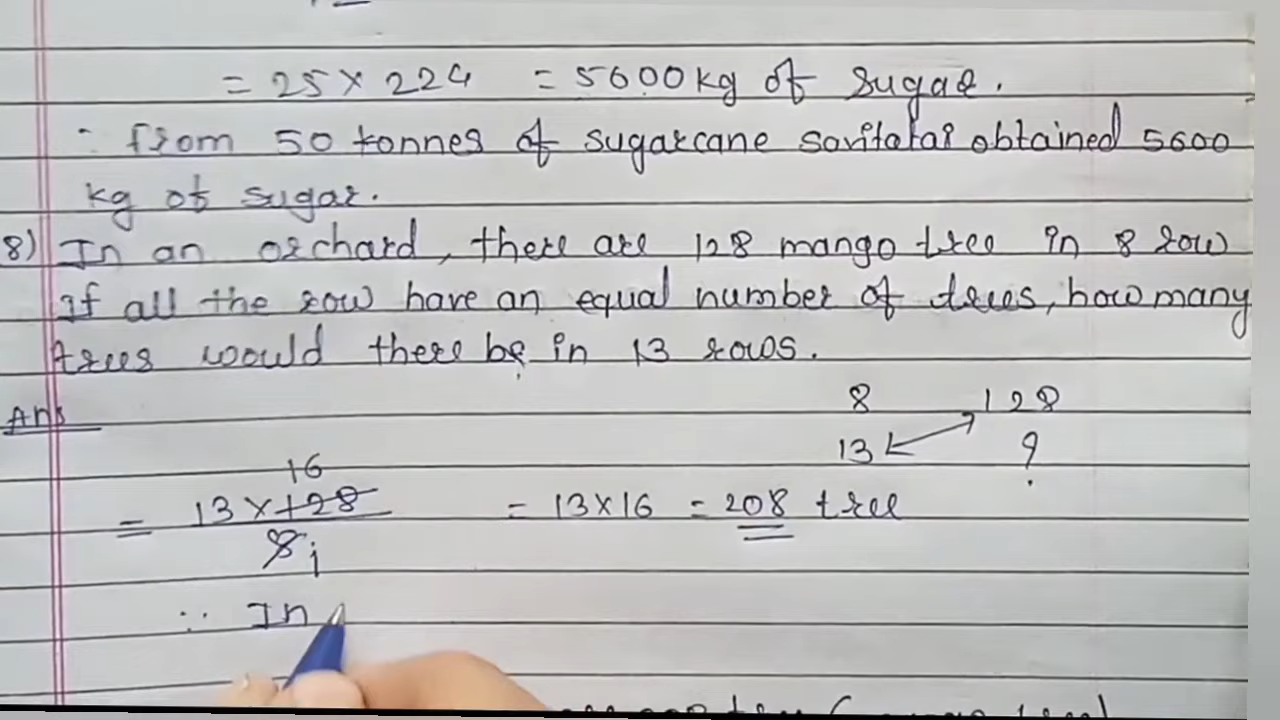 = 25 × 224 = 5600 kg of sugar.
∴ from 50 tonnes of sugarcane savitatai obtained 5600
kg of sugar.
8) In an orchard, there are 128 mango tree in 8 row
If all the row have an equal number of trees, how many
trees would there be in 13 rows.
Ans
8 128
13 ?
16
= 13 × 128 = 13 × 16 = 208 tree
8 1
∴ In